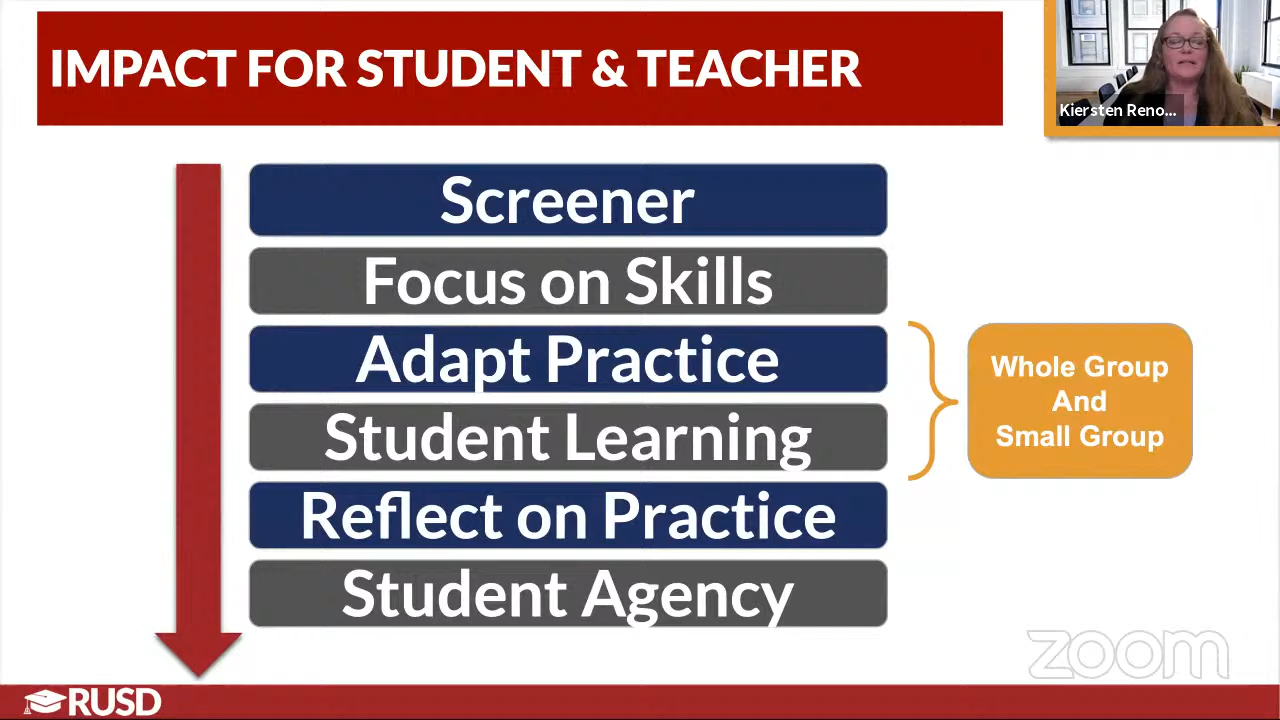 IMPACT FOR STUDENT & TEACHER
Kiersten Reno...
Screener
Focus on Skills
Adapt Practice
Student Learning
Reflect on Practice
Student Agency
Whole Group
And
Small Group
zoom
RUSD